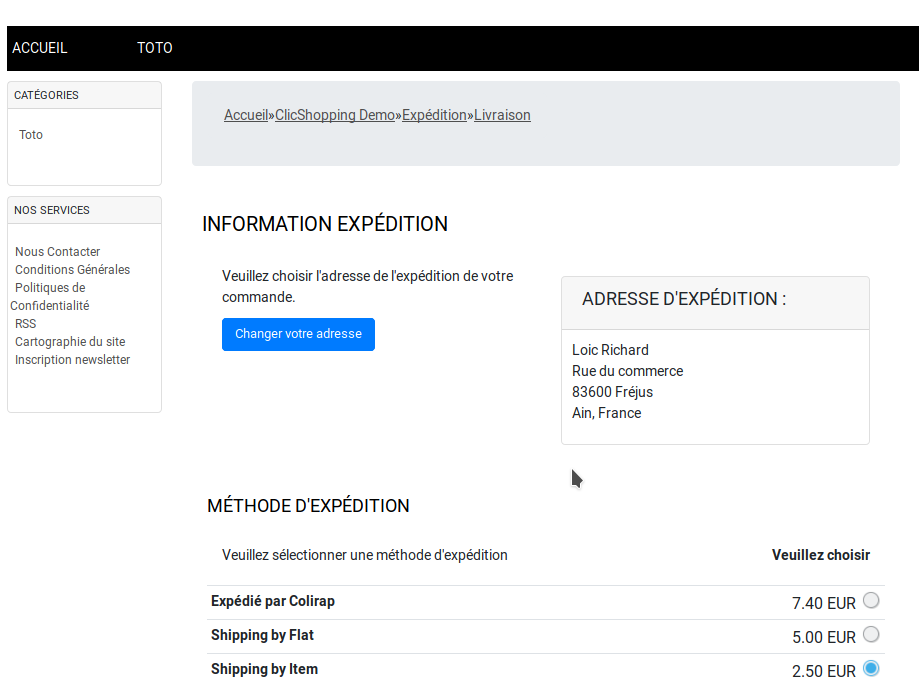 ACCUEIL TOTO
CATÉGORIES
Toto
NOS SERVICES
Nous Contacter
Conditions Générales
Politiques de
Confidentialité
RSS
Cartographie du site
Inscription newsletter
Accueil»ClicShopping Demo»Expédition»Livraison
INFORMATION EXPÉDITION
Veuillez choisir l'adresse de l'expédition de votre
commande.
Changer votre adresse
ADRESSE D'EXPÉDITION :
Loic Richard
Rue du commerce
83600 Fréjus
Ain, France
MÉTHODE D'EXPÉDITION
Veuillez sélectionner une méthode d'expédition Veuillez choisir
Expédié par Colirap 7.40 EUR
Shipping by Flat 5.00 EUR
Shipping by Item 2.50 EUR